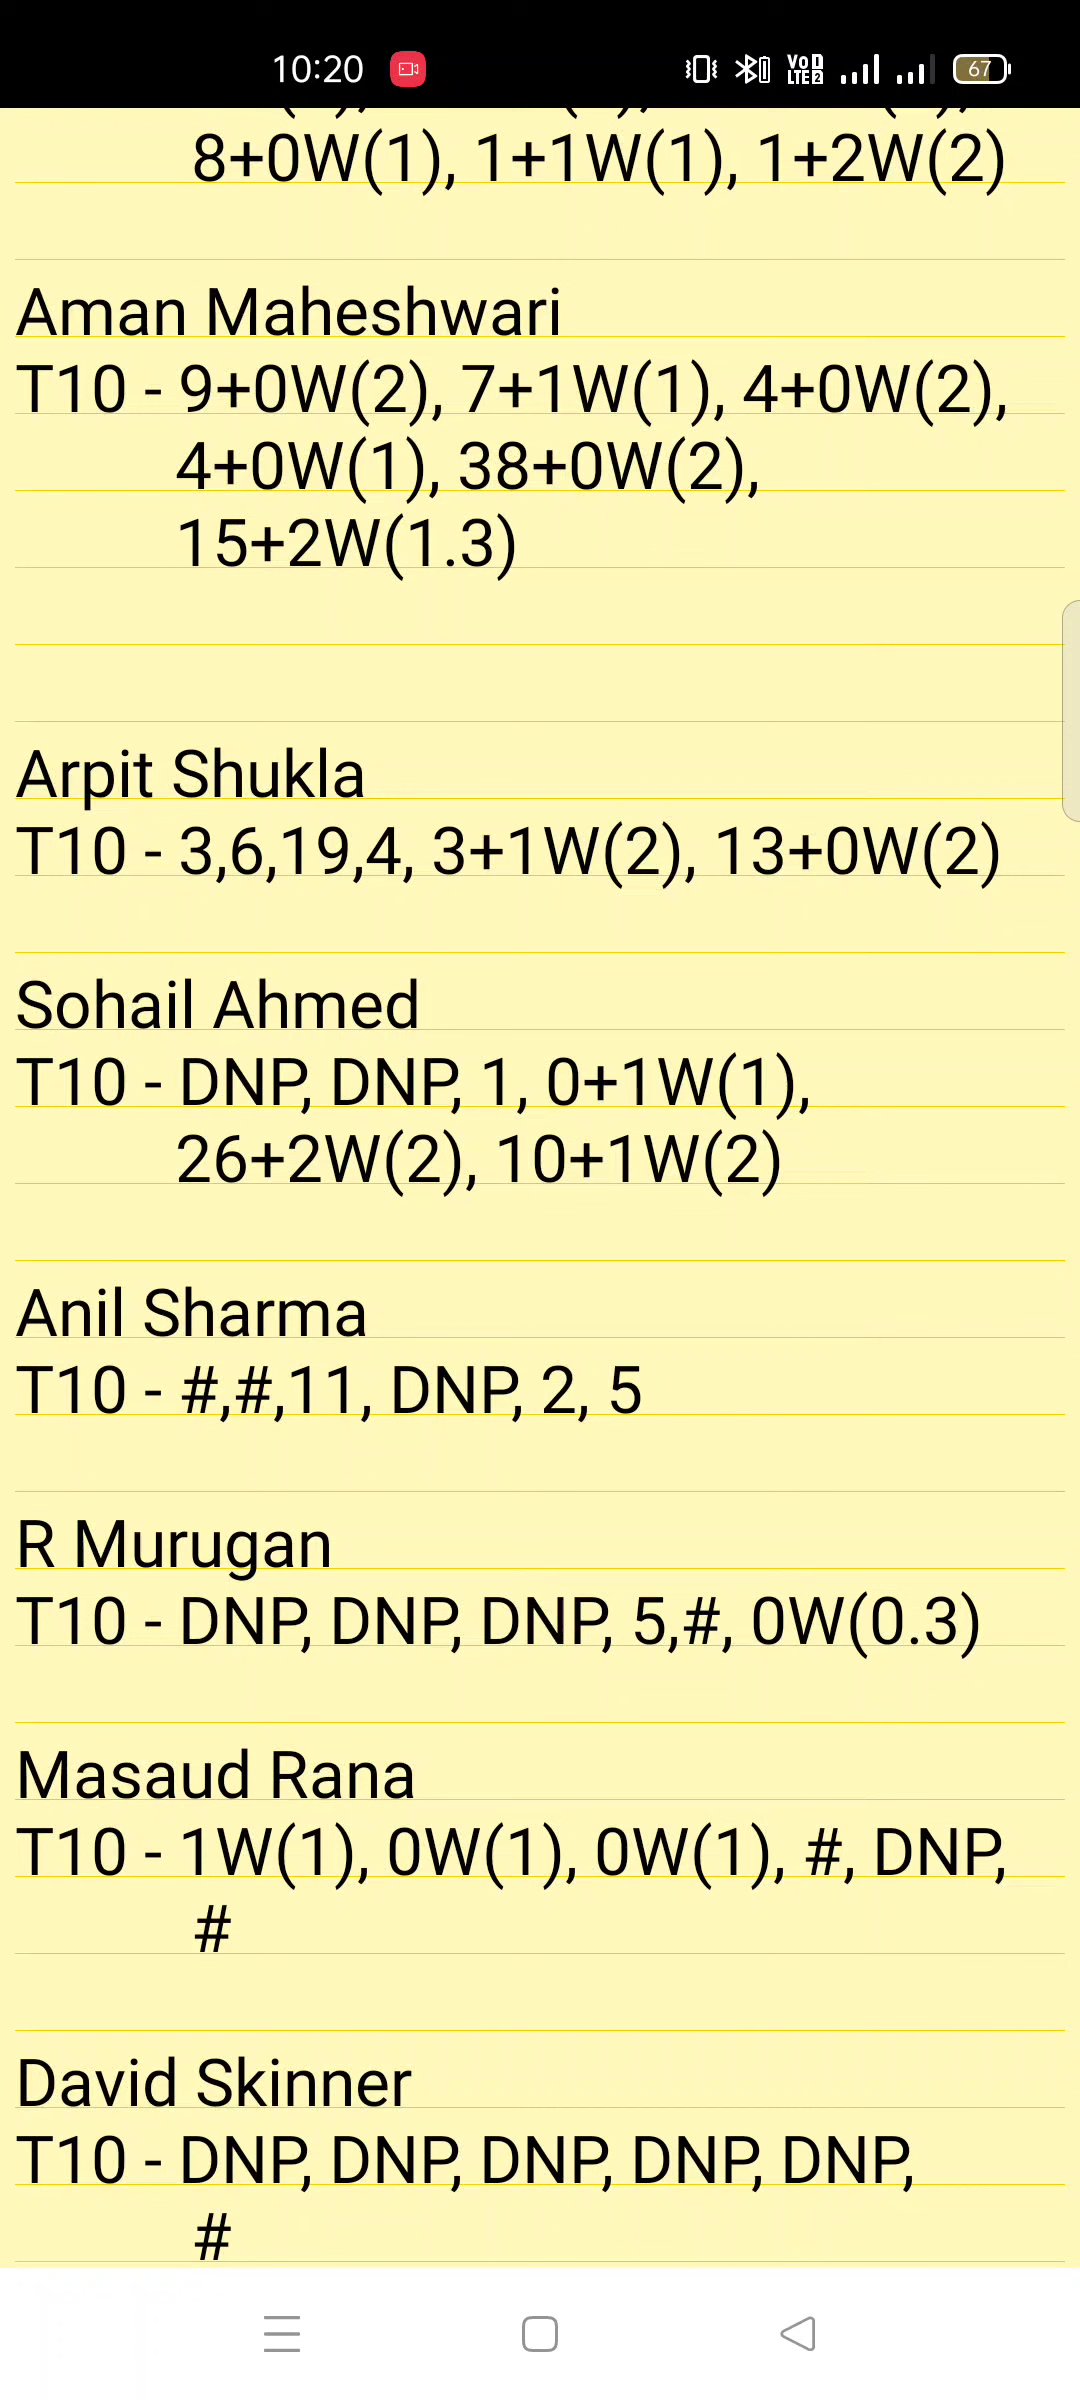 10:20
VoD LTE2
67
8+0W(1), 1+1W(1), 1+2W(2)
Aman Maheshwari
T10 - 9+0W(2), 7+1W(1), 4+0W(2),
4+0W(1), 38+0W(2),
15+2W(1.3)
Arpit Shukla
T10 - 3,6,19,4, 3+1W(2), 13+0W(2)
Sohail Ahmed
T10 - DNP, DNP, 1, 0+1W(1),
26+2W(2), 10+1W(2)
Anil Sharma
T10 - #,#,11, DNP, 2, 5
R Murugan
T10 - DNP, DNP, DNP, 5,#, 0W(0.3)
Masaud Rana
T10 - 1W(1), 0W(1), 0W(1), #, DNP,
#
David Skinner
T10 - DNP, DNP, DNP, DNP, DNP,
#